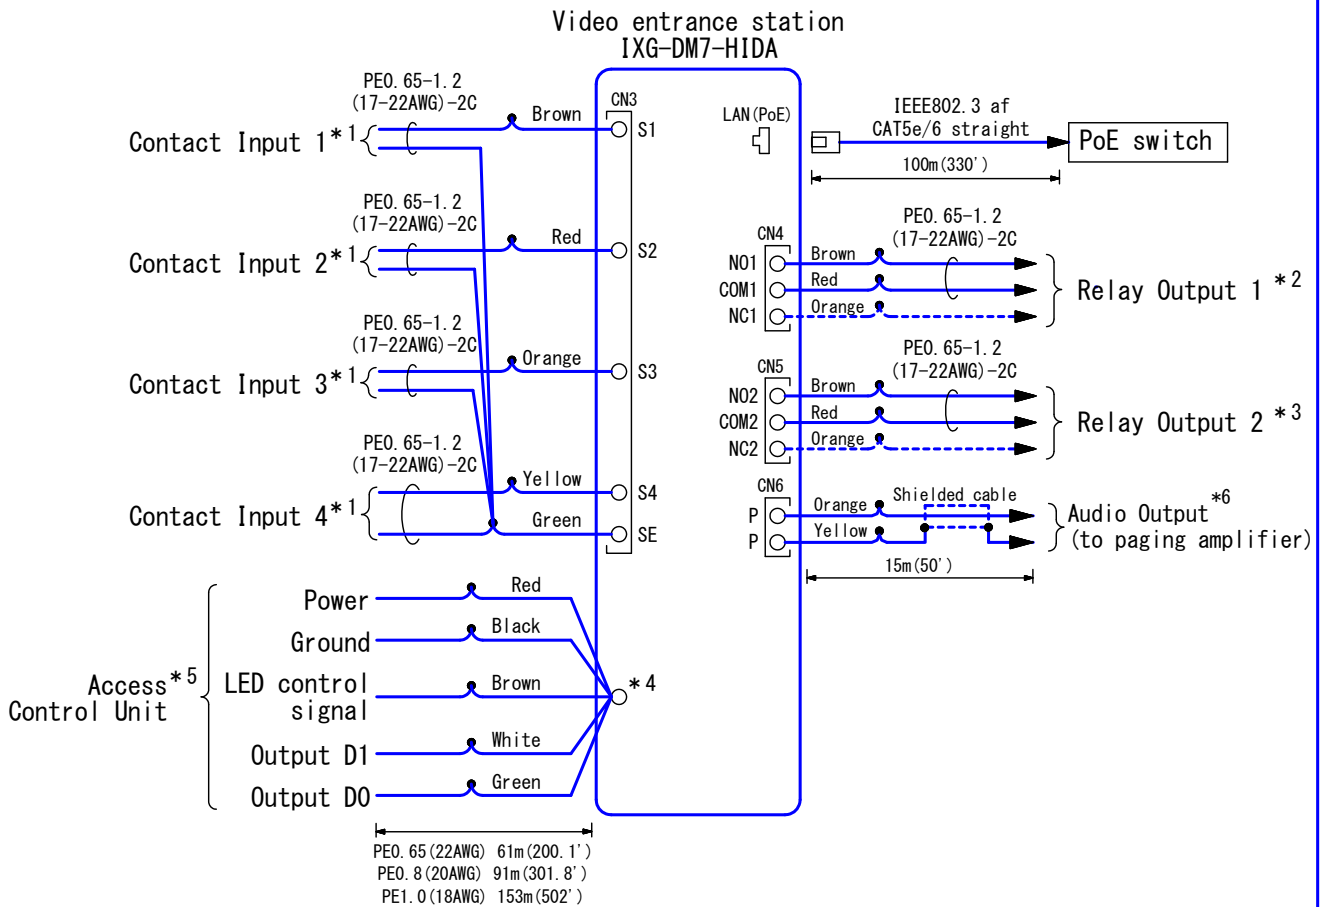 Video entrance station
IXG-DM7-HIDA
PE0.65-1.2
(17-22AWG)-2C
Contact Input 1*1
Brown
CN3
S1
PE0.65-1.2
(17-22AWG)-2C
Contact Input 2*1
Red
S2
PE0.65-1.2
(17-22AWG)-2C
Contact Input 3*1
Orange
S3
PE0.65-1.2
(17-22AWG)-2C
Contact Input 4*1
Yellow
S4
Green
SE
LAN(PoE)
IEEE802.3 af
CAT5e/6 straight
PoE switch
100m(330')
PE0.65-1.2
(17-22AWG)-2C
CN4
NO1
Brown
COM1
Red
NC1
Orange
Relay Output 1 *2
PE0.65-1.2
(17-22AWG)-2C
CN5
NO2
Brown
COM2
Red
NC2
Orange
Relay Output 2 *3
CN6
P
Orange
Shielded cable
P
Yellow
Audio Output*6
(to paging amplifier)
15m(50')
Access*5
Control Unit
Power
Red
Ground
Black
LED control
signal
Brown
*4
Output D1
White
Output D0
Green
PE0.65(22AWG) 61m(200.1')
PE0.8(20AWG) 91m(301.8')
PE1.0(18AWG) 153m(502')